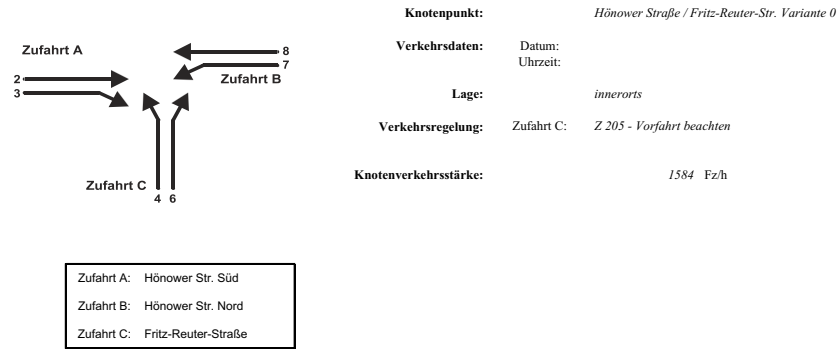 Knotenpunkt: Hönower Straße / Fritz-Reuter-Str. Variante 0
Verkehrsdaten: Datum:
Uhrzeit:
Lage: innerorts
Verkehrsregelung: Zufahrt C: Z 205 - Vorfahrt beachten
Knotenverkehrsstärke: 1584 Fz/h
Zufahrt A
8
7
Zufahrt B
2
3
Zufahrt C
4 6
Zufahrt A: Hönower Str. Süd
Zufahrt B: Hönower Str. Nord
Zufahrt C: Fritz-Reuter-Straße